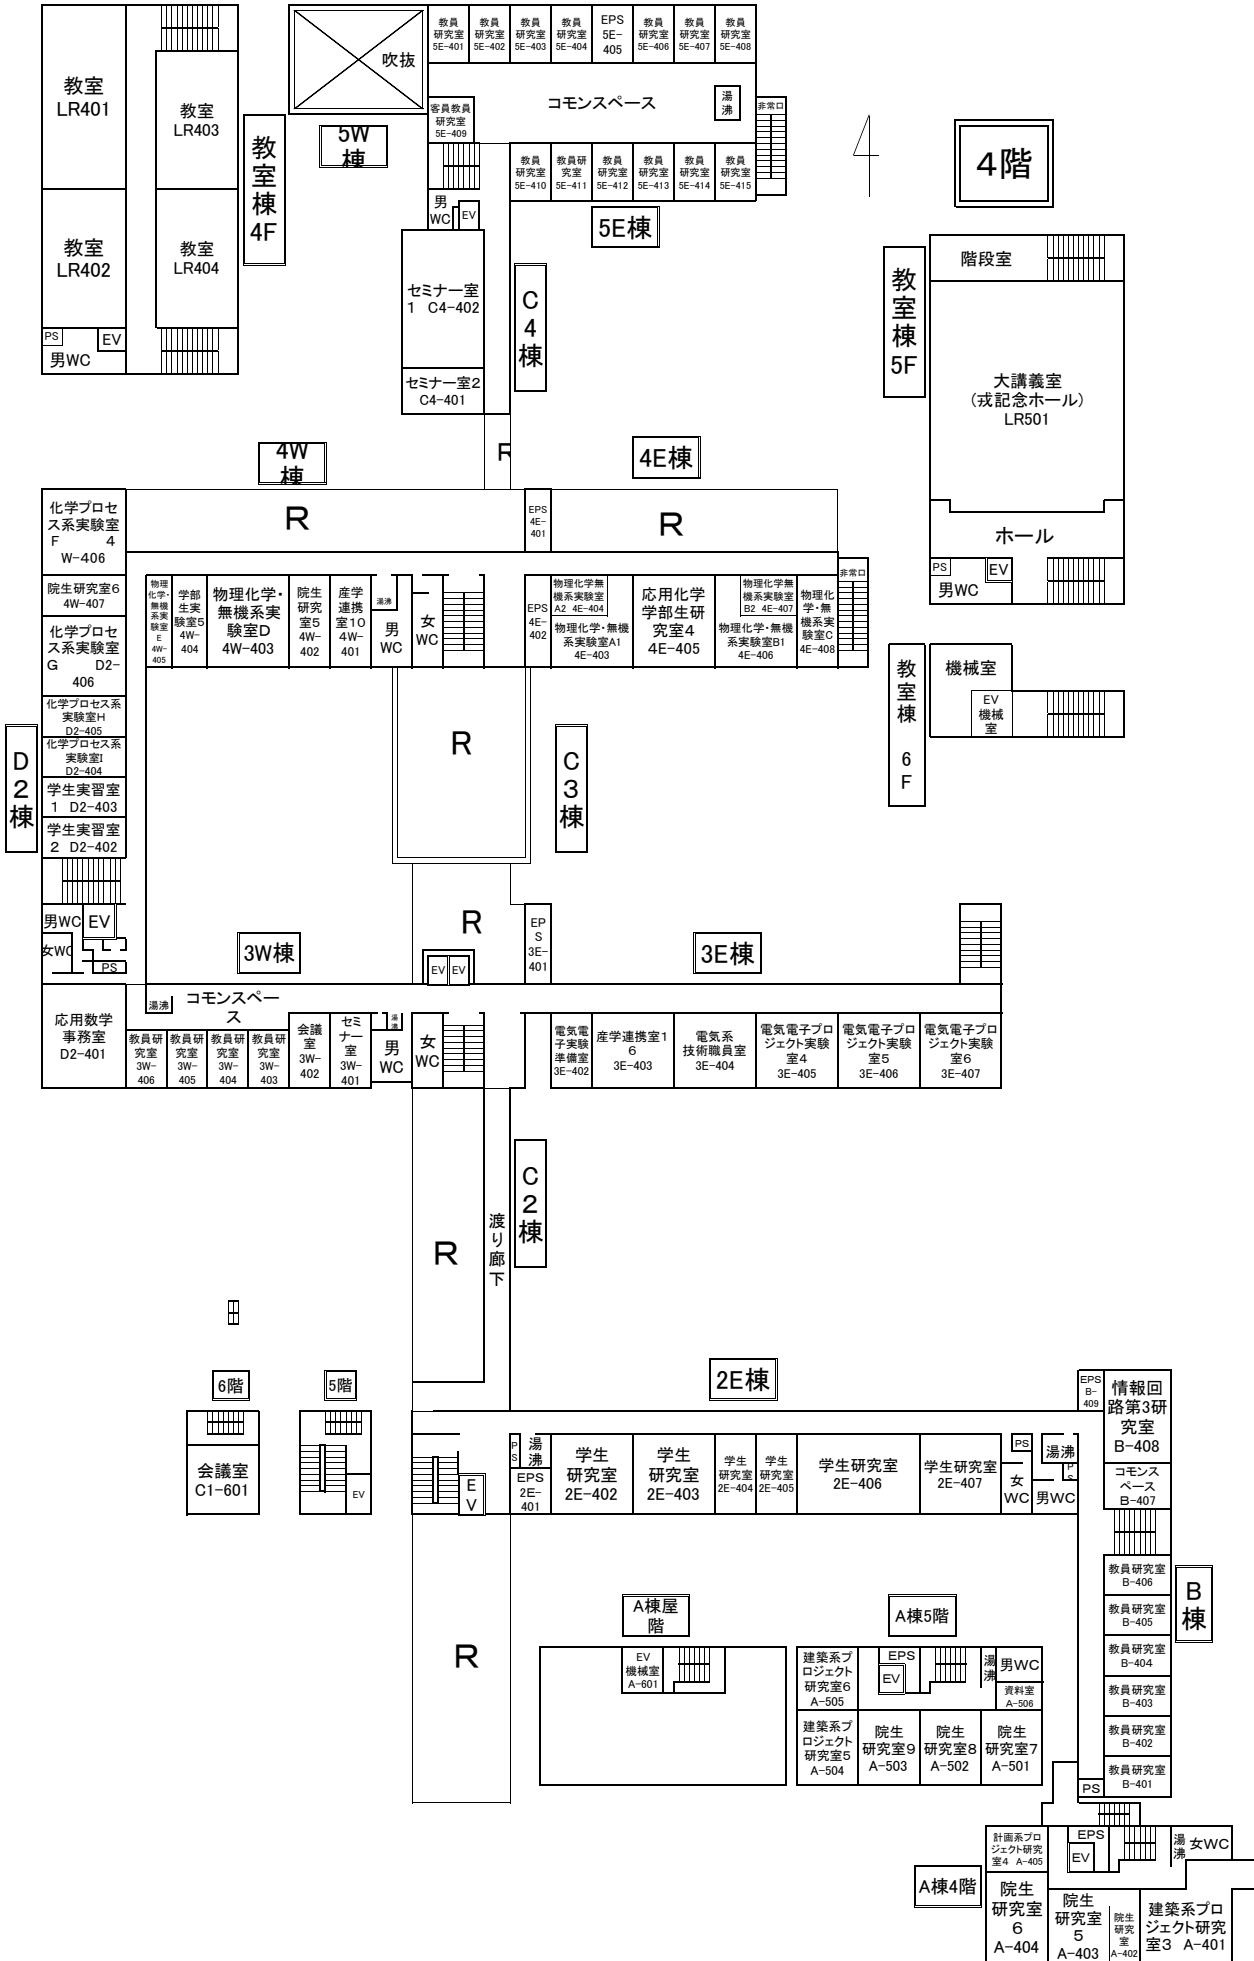 教室
LR401
教室
LR403
教室棟4F
教室
LR402
教室
LR404
PS
EV
男WC
吹抜
5W
棟
教員
研究室
5E-401
教員
研究室
5E-402
教員
研究室
5E-403
教員
研究室
5E-404
EPS
5E-
405
教員
研究室
5E-406
教員
研究室
5E-407
教員
研究室
5E-408
コモンスペース
湯
沸
非常口
客員教員
研究室
5E-409
教員
研究室
5E-410
教員研
究室
5E-411
教員
研究室
5E-412
教員
研究室
5E-413
教員
研究室
5E-414
教員
研究室
5E-415
男
WC
EV
5E棟
4階
セミナー室
1 C4-402
セミナー室2
C4-401
C4棟
R
階段室
教室棟5F
大講義室
(戎記念ホール)
LR501
ホール
PS
EV
男WC
教室棟 6F
機械室
EV
機械
室
4W
棟
4E棟
化学プロセ
ス系実験室
F 4
W-406
R
EPS
4E-
401
R
院生研究室6
4W-407
化学プロセ
ス系実験室
G D2-
406
化学プロセス系
実験室H
D2-405
化学プロセス系
実験室I
D2-404
学生実習室
1 D2-403
学生実習室
2 D2-402
D2棟
物理
化学・
無機
系実
験室
E
4W-
405
学部
生実
験室5
4W-
404
物理化学・
無機系実
験室D
4W-403
院生
研究
室5
4W-
402
産学
連携
室10
4W-
401
湯沸
男
WC
女
WC
EPS
4E-
402
物理化学無
機系実験室
A2 4E-404
物理化学・無機
系実験室A1
4E-403
応用化学
学部生研
究室4
4E-405
物理化学無
機系実験室
B2 4E-407
物理化学・無機
系実験室B1
4E-406
物理化
学・無
機系実
験室C
4E-408
非常口
R
C3棟
男WC
EV
女WC
PS
3W棟
R
EP
S
3E-
401
EV
EV
3E棟
応用数学
事務室
D2-401
湯沸
コモンスペー
ス
教員研
究室
3W-
406
教員研
究室
3W-
405
教員研
究室
3W-
404
教員研
究室
3W-
403
会議
室
3W-
402
セミ
ナー
室
3W-
401
湯
沸
男
WC
女
WC
電気電
子実験
準備室
3E-402
産学連携室1
6
3E-403
電気系
技術職員室
3E-404
電気電子プロ
ジェクト実験
室4
3E-405
電気電子プロ
ジェクト実験
室5
3E-406
電気電子プロ
ジェクト実験
室6
3E-407
C2棟
R
渡り廊下
6階
5階
会議室
C1-601
EV
2E棟
EV
PS
湯
沸
EPS
2E-
401
学生
研究室
2E-402
学生
研究室
2E-403
学生
研究室
2E-404
学生
研究室
2E-405
学生研究室
2E-406
学生研究室
2E-407
PS
女
WC
湯沸
PS
男WC
EPS
B-
409
情報回
路第3研
究室
B-408
コモンス
ペース
B-407
教員研究室
B-406
教員研究室
B-405
教員研究室
B-404
教員研究室
B-403
教員研究室
B-402
教員研究室
B-401
PS
B棟
R
A棟屋
階
EV
機械室
A-601
A棟5階
建築系プ
ロジェクト
研究室6
A-505
EPS
EV
湯
沸
男WC
資料室
A-506
建築系プ
ロジェクト
研究室5
A-504
院生
研究室9
A-503
院生
研究室8
A-502
院生
研究室7
A-501
A棟4階
計画系プロ
ジェクト研究
室4 A-405
EPS
EV
湯
沸
女WC
院生
研究室
6
A-404
院生
研究室
5
A-403
院生
研究
室
A-402
建築系プロ
ジェクト研究
室3 A-401